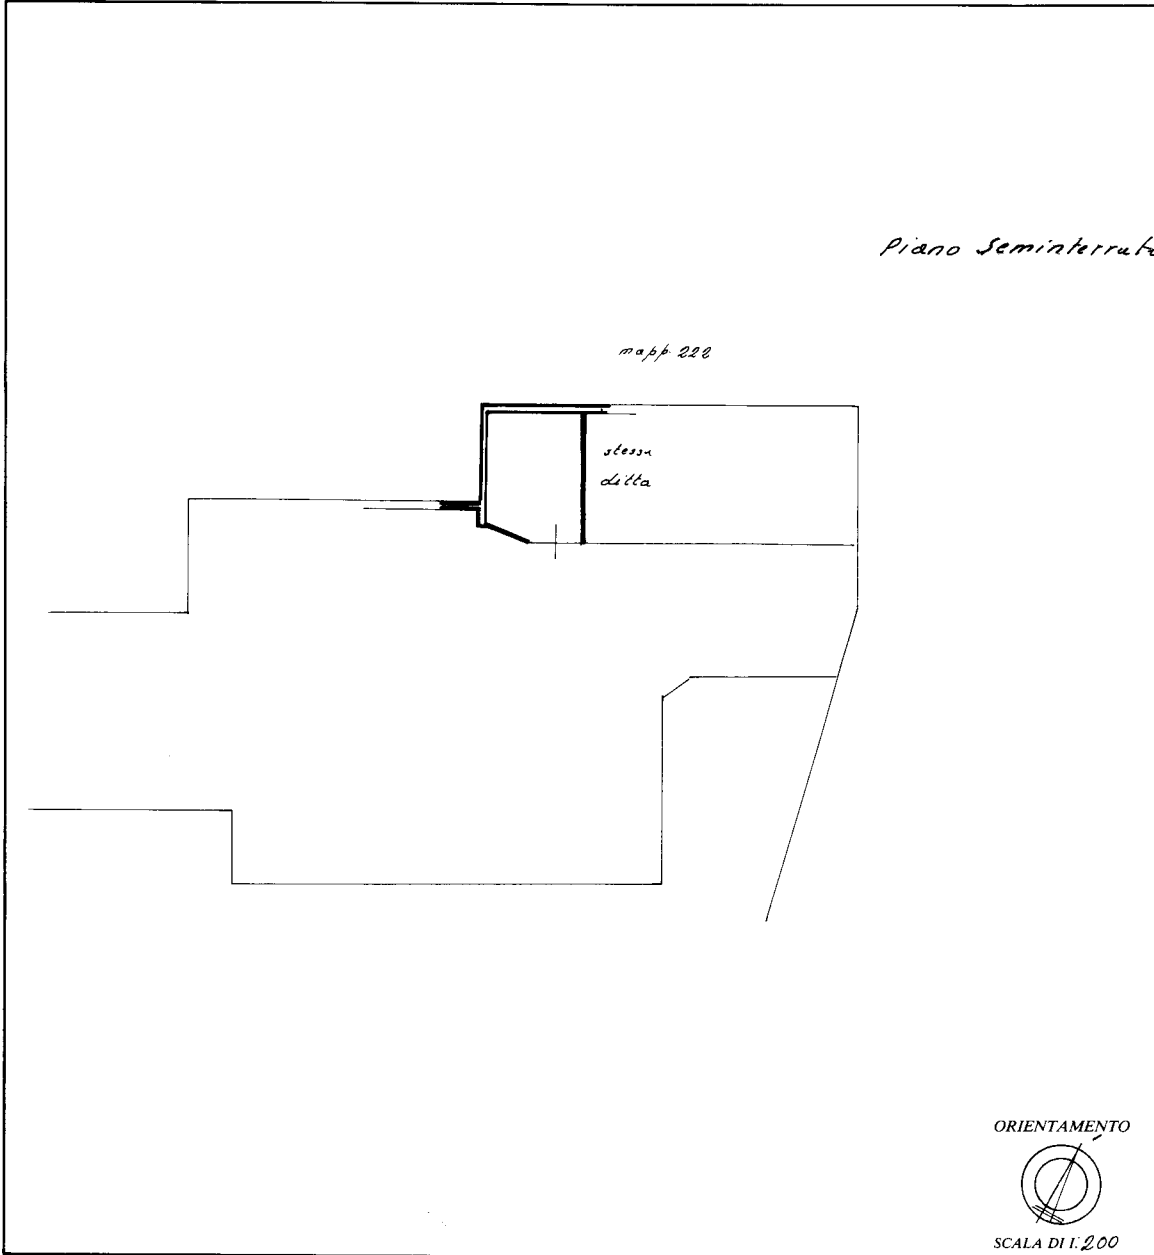 Piano Seminterrato
mapp. 222
stessa
ditta
ORIENTAMENTO
SCALA DI 1:200